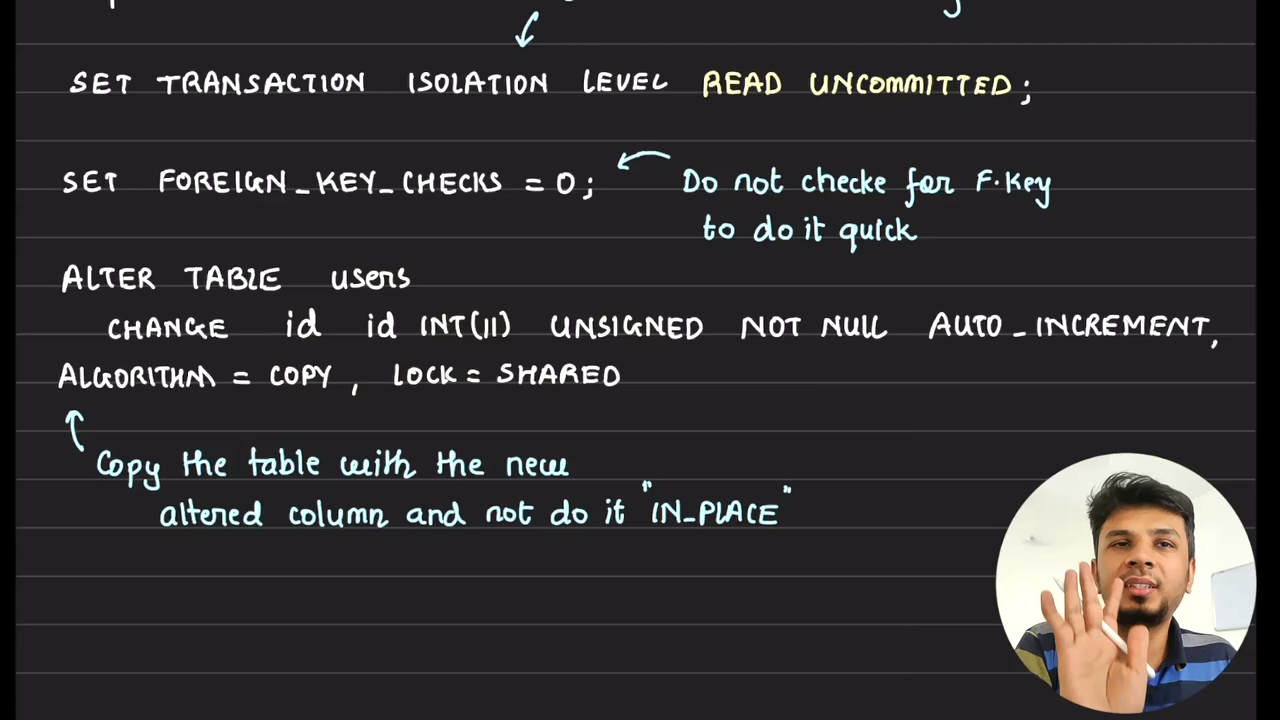 SET TRANSACTION ISOLATION LEVEL READ UNCOMMITTED;
SET FOREIGN_KEY_CHECKS = 0;
Do not checke for F.Key
to do it quick
ALTER TABLE users
CHANGE id id INT(11) UNSIGNED NOT NULL AUTO_INCREMENT,
ALGORITHM = COPY, LOCK = SHARED
Copy the table with the new
altered column and not do it "IN_PLACE"